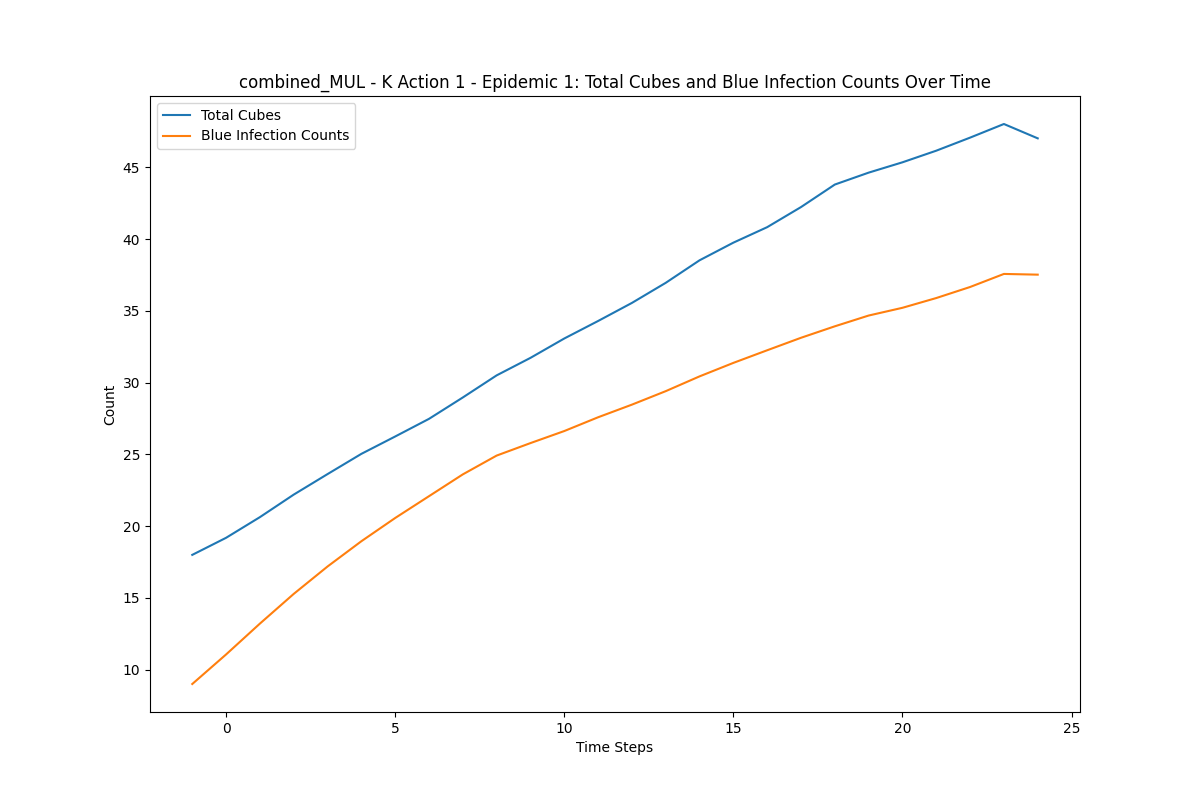 combined_MUL - K Action 1 - Epidemic 1: Total Cubes and Blue Infection Counts Over Time
Total Cubes
Blue Infection Counts
45
40
35
30
25
20
15
10
Count
0 5 10 15 20 25
Time Steps